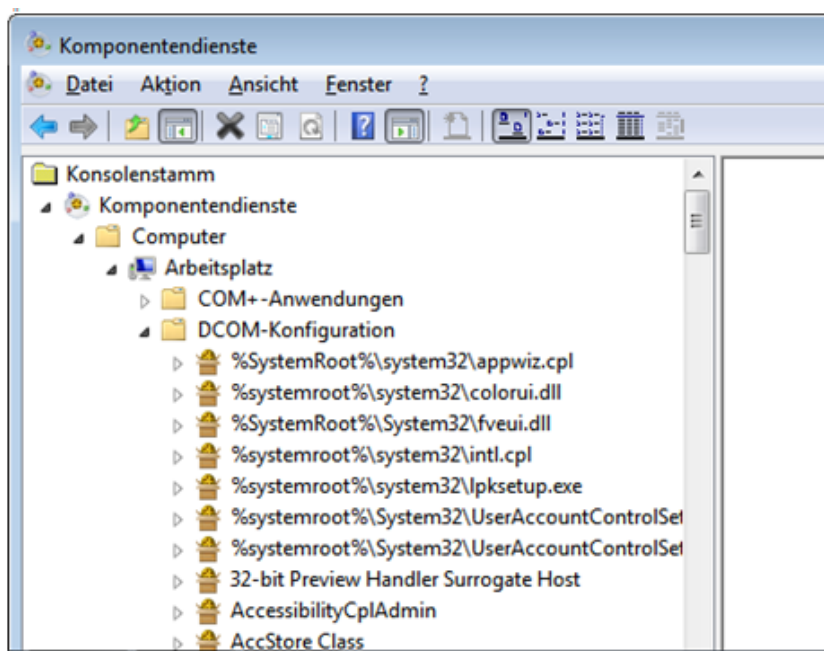 Komponentendienste
Datei Aktion Ansicht Fenster ?
Konsolenstamm
Komponentendienste
Computer
Arbeitsplatz
COM+-Anwendungen
DCOM-Konfiguration
%SystemRoot%\system32\appwiz.cpl
%systemroot%\system32\colorui.dll
%SystemRoot%\System32\fveui.dll
%systemroot%\system32\intl.cpl
%systemroot%\system32\lpksetup.exe
%systemroot%\System32\UserAccountControlSet
%systemroot%\System32\UserAccountControlSet
32-bit Preview Handler Surrogate Host
AccessibilityCplAdmin
AccStore Class